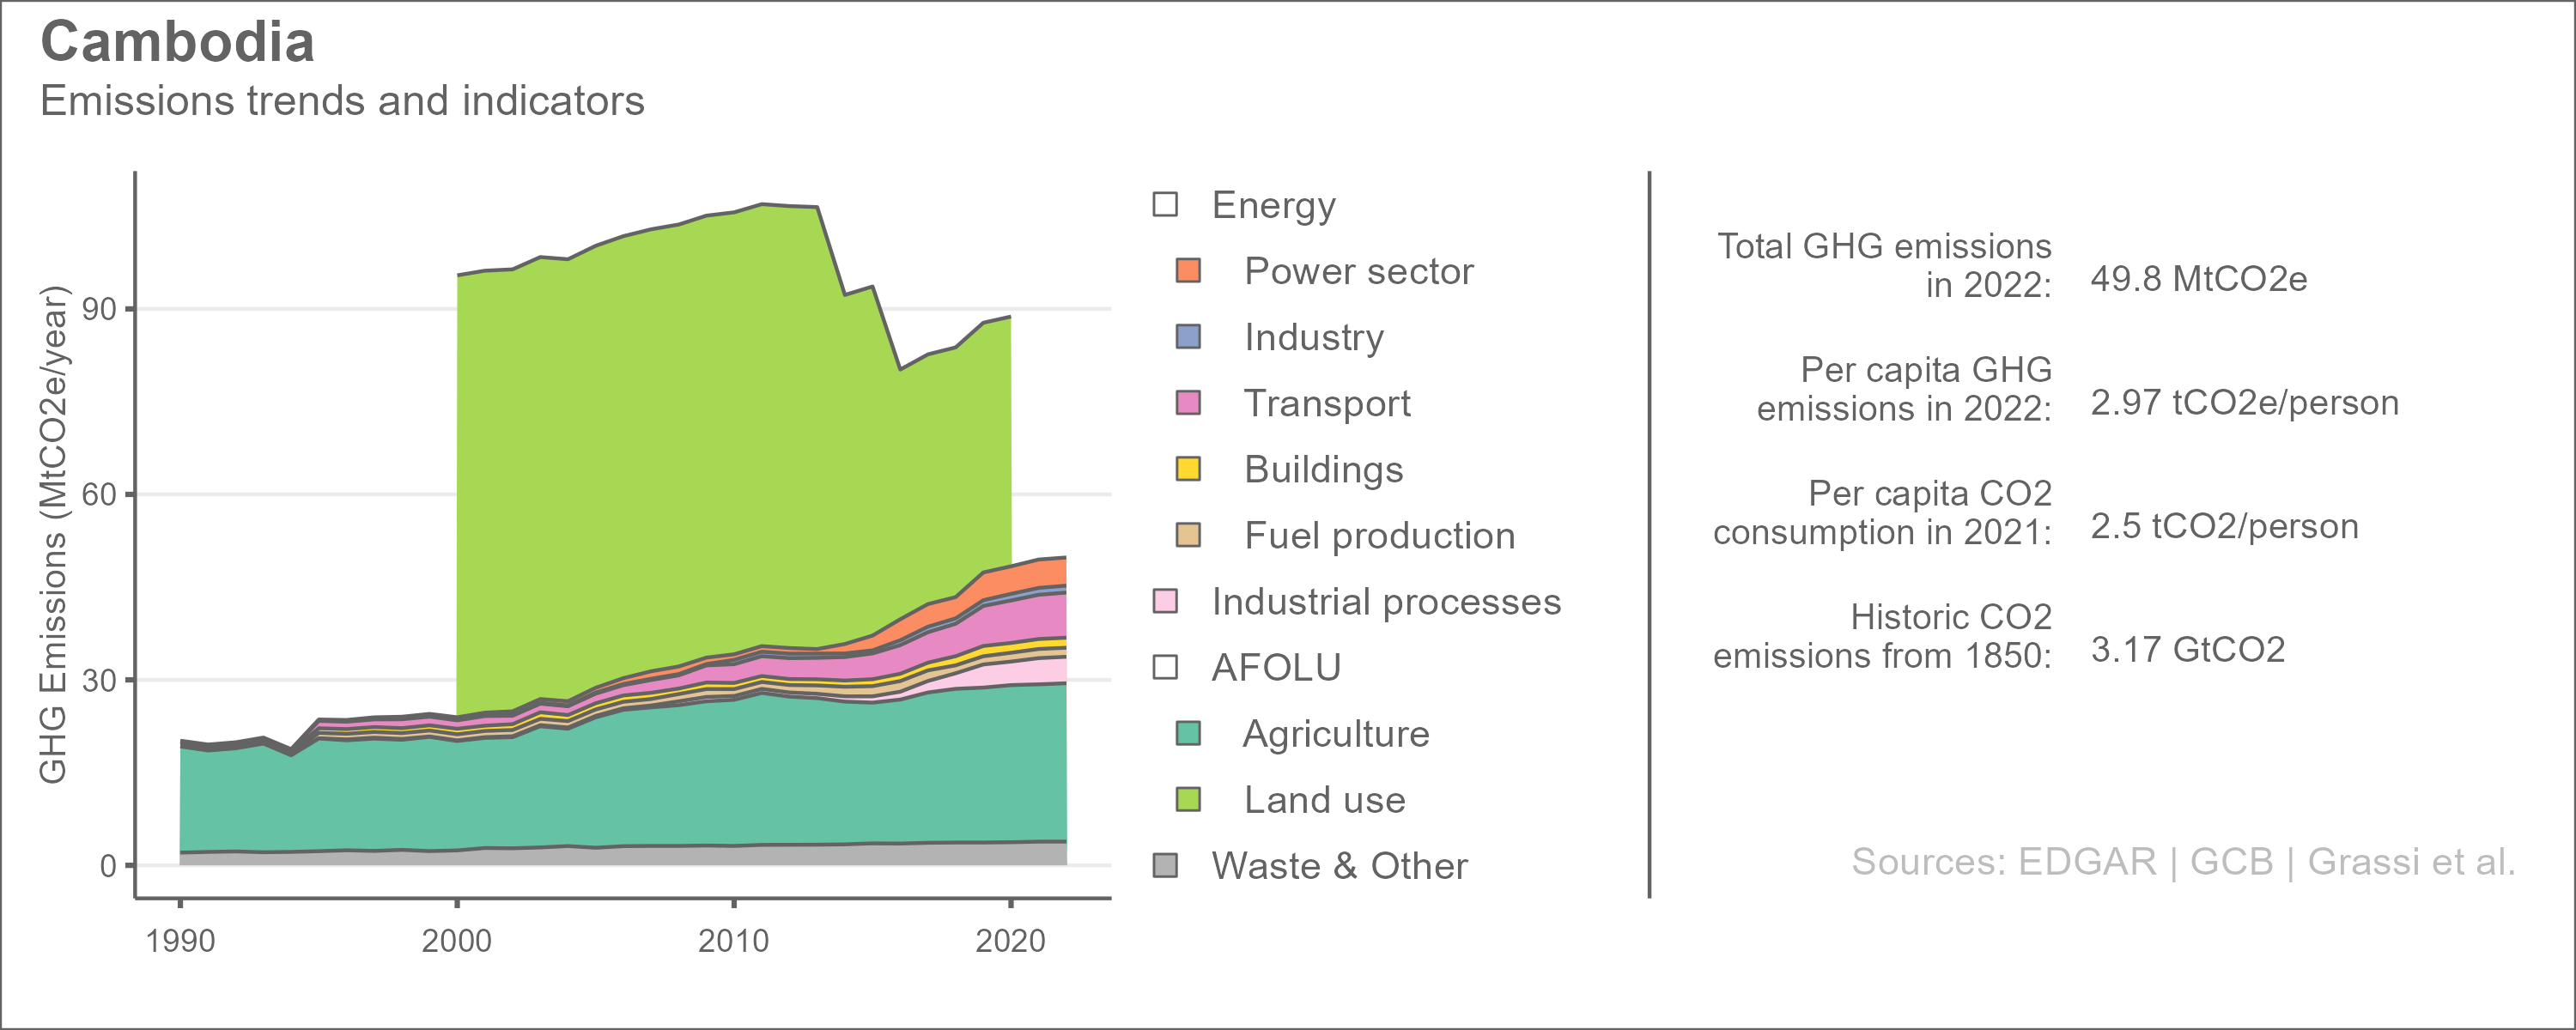 Cambodia
Emissions trends and indicators
GHG Emissions (MtCO2e/year)
90
60
30
0
1990
2000
2010
2020
Energy
Power sector
Industry
Transport
Buildings
Fuel production
Industrial processes
AFOLU
Agriculture
Land use
Waste & Other
Total GHG emissions
in 2022:
49.8 MtCO2e
Per capita GHG
emissions in 2022:
2.97 tCO2e/person
Per capita CO2
consumption in 2021:
2.5 tCO2/person
Historic CO2
emissions from 1850:
3.17 GtCO2
Sources: EDGAR | GCB | Grassi et al.